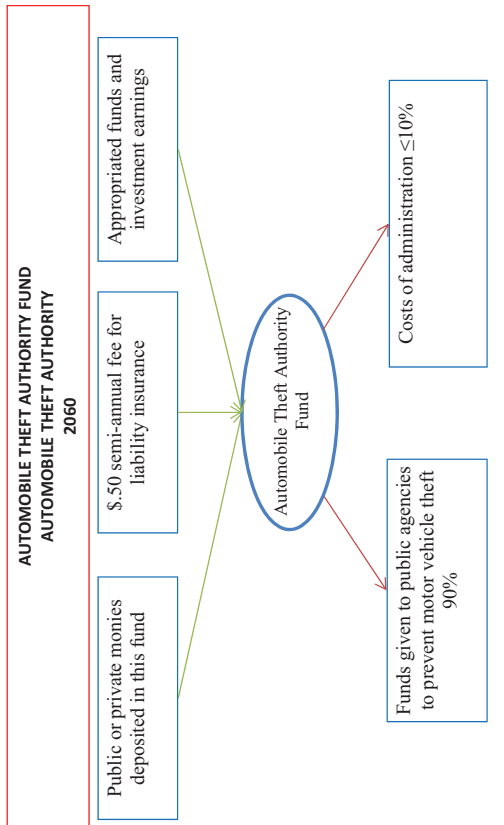 AUTOMOBILE THEFT AUTHORITY FUND
AUTOMOBILE THEFT AUTHORITY
2060
Public or private monies
deposited in this fund
$.50 semi-annual fee for
liability insurance
Appropriated funds and
investment earnings
Automobile Theft Authority
Fund
Funds given to public agencies
to prevent motor vehicle theft
90%
Costs of administration ≤10%